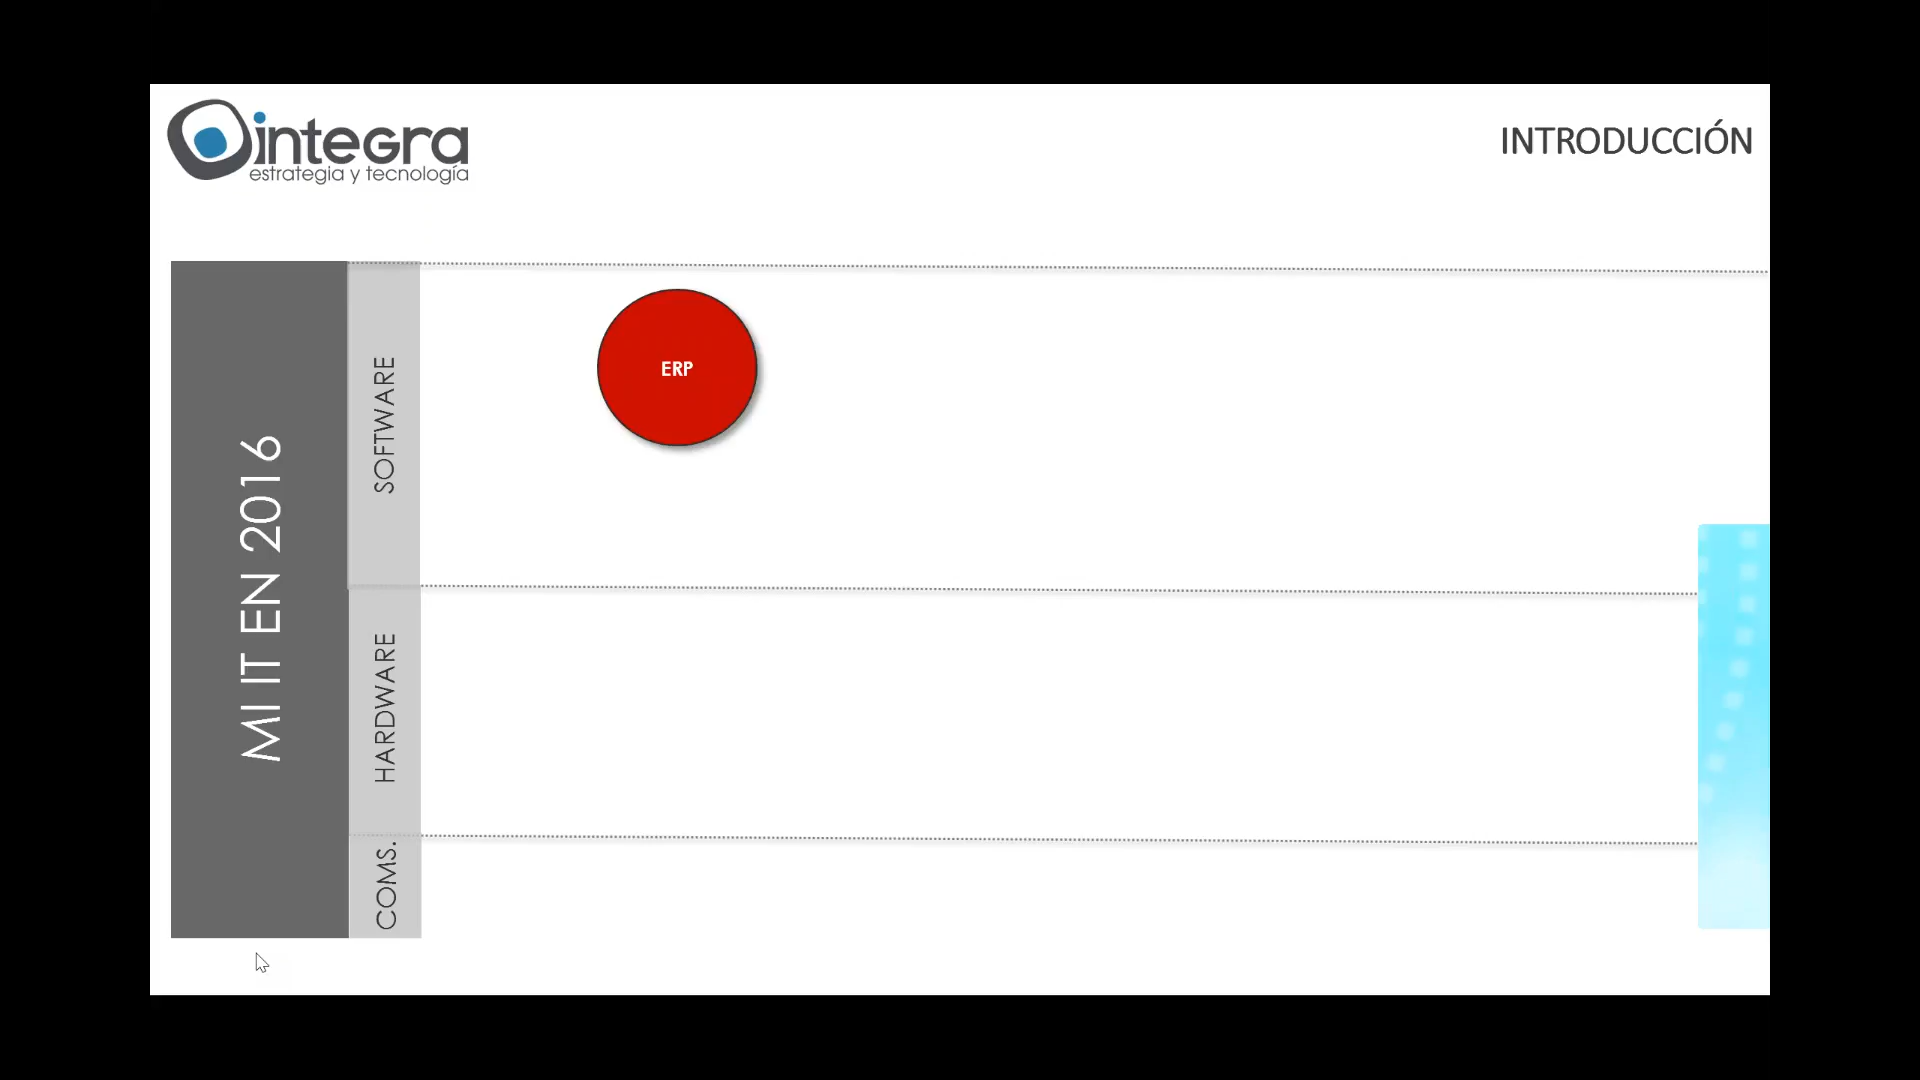 integra
estrategia y tecnología
INTRODUCCIÓN
MI IT EN 2016
SOFTWARE
ERP
HARDWARE
COMS.